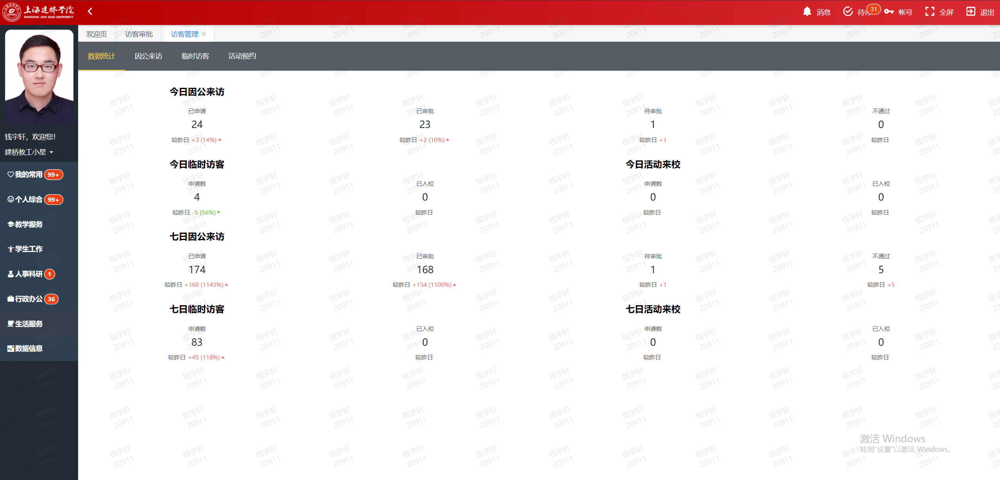 上海建桥学院
SHANGHAI JIAN QIAO UNIVERSITY
消息
待办
31
帐号
全屏
退出
欢迎页
访客审批
访客管理
数据统计
因公来访
临时访客
活动预约
钱宇轩，欢迎您！
建桥教工小星
我的常用 99+
个人综合 99+
教学服务
学生工作
人事科研 1
行政办公 36
生活服务
数据信息
今日因公来访
已申请 已审批 待审批 不通过
24 23 1 0
较昨日 +3 (14%) 较昨日 +2 (10%) 较昨日 +1 较昨日
今日临时访客 今日活动来校
申请数 已入校 申请数 已入校
4 0 0 0
较昨日 -5 (56%) 较昨日 较昨日 较昨日
七日因公来访
已申请 已审批 待审批 不通过
174 168 1 5
较昨日 +160 (1143%) 较昨日 +154 (1100%) 较昨日 +1 较昨日 +5
七日临时访客 七日活动来校
申请数 已入校 申请数 已入校
83 0 0 0
较昨日 +45 (118%) 较昨日 较昨日 较昨日
钱宇轩
20911
激活 Windows
转到“设置”以激活 Windows。